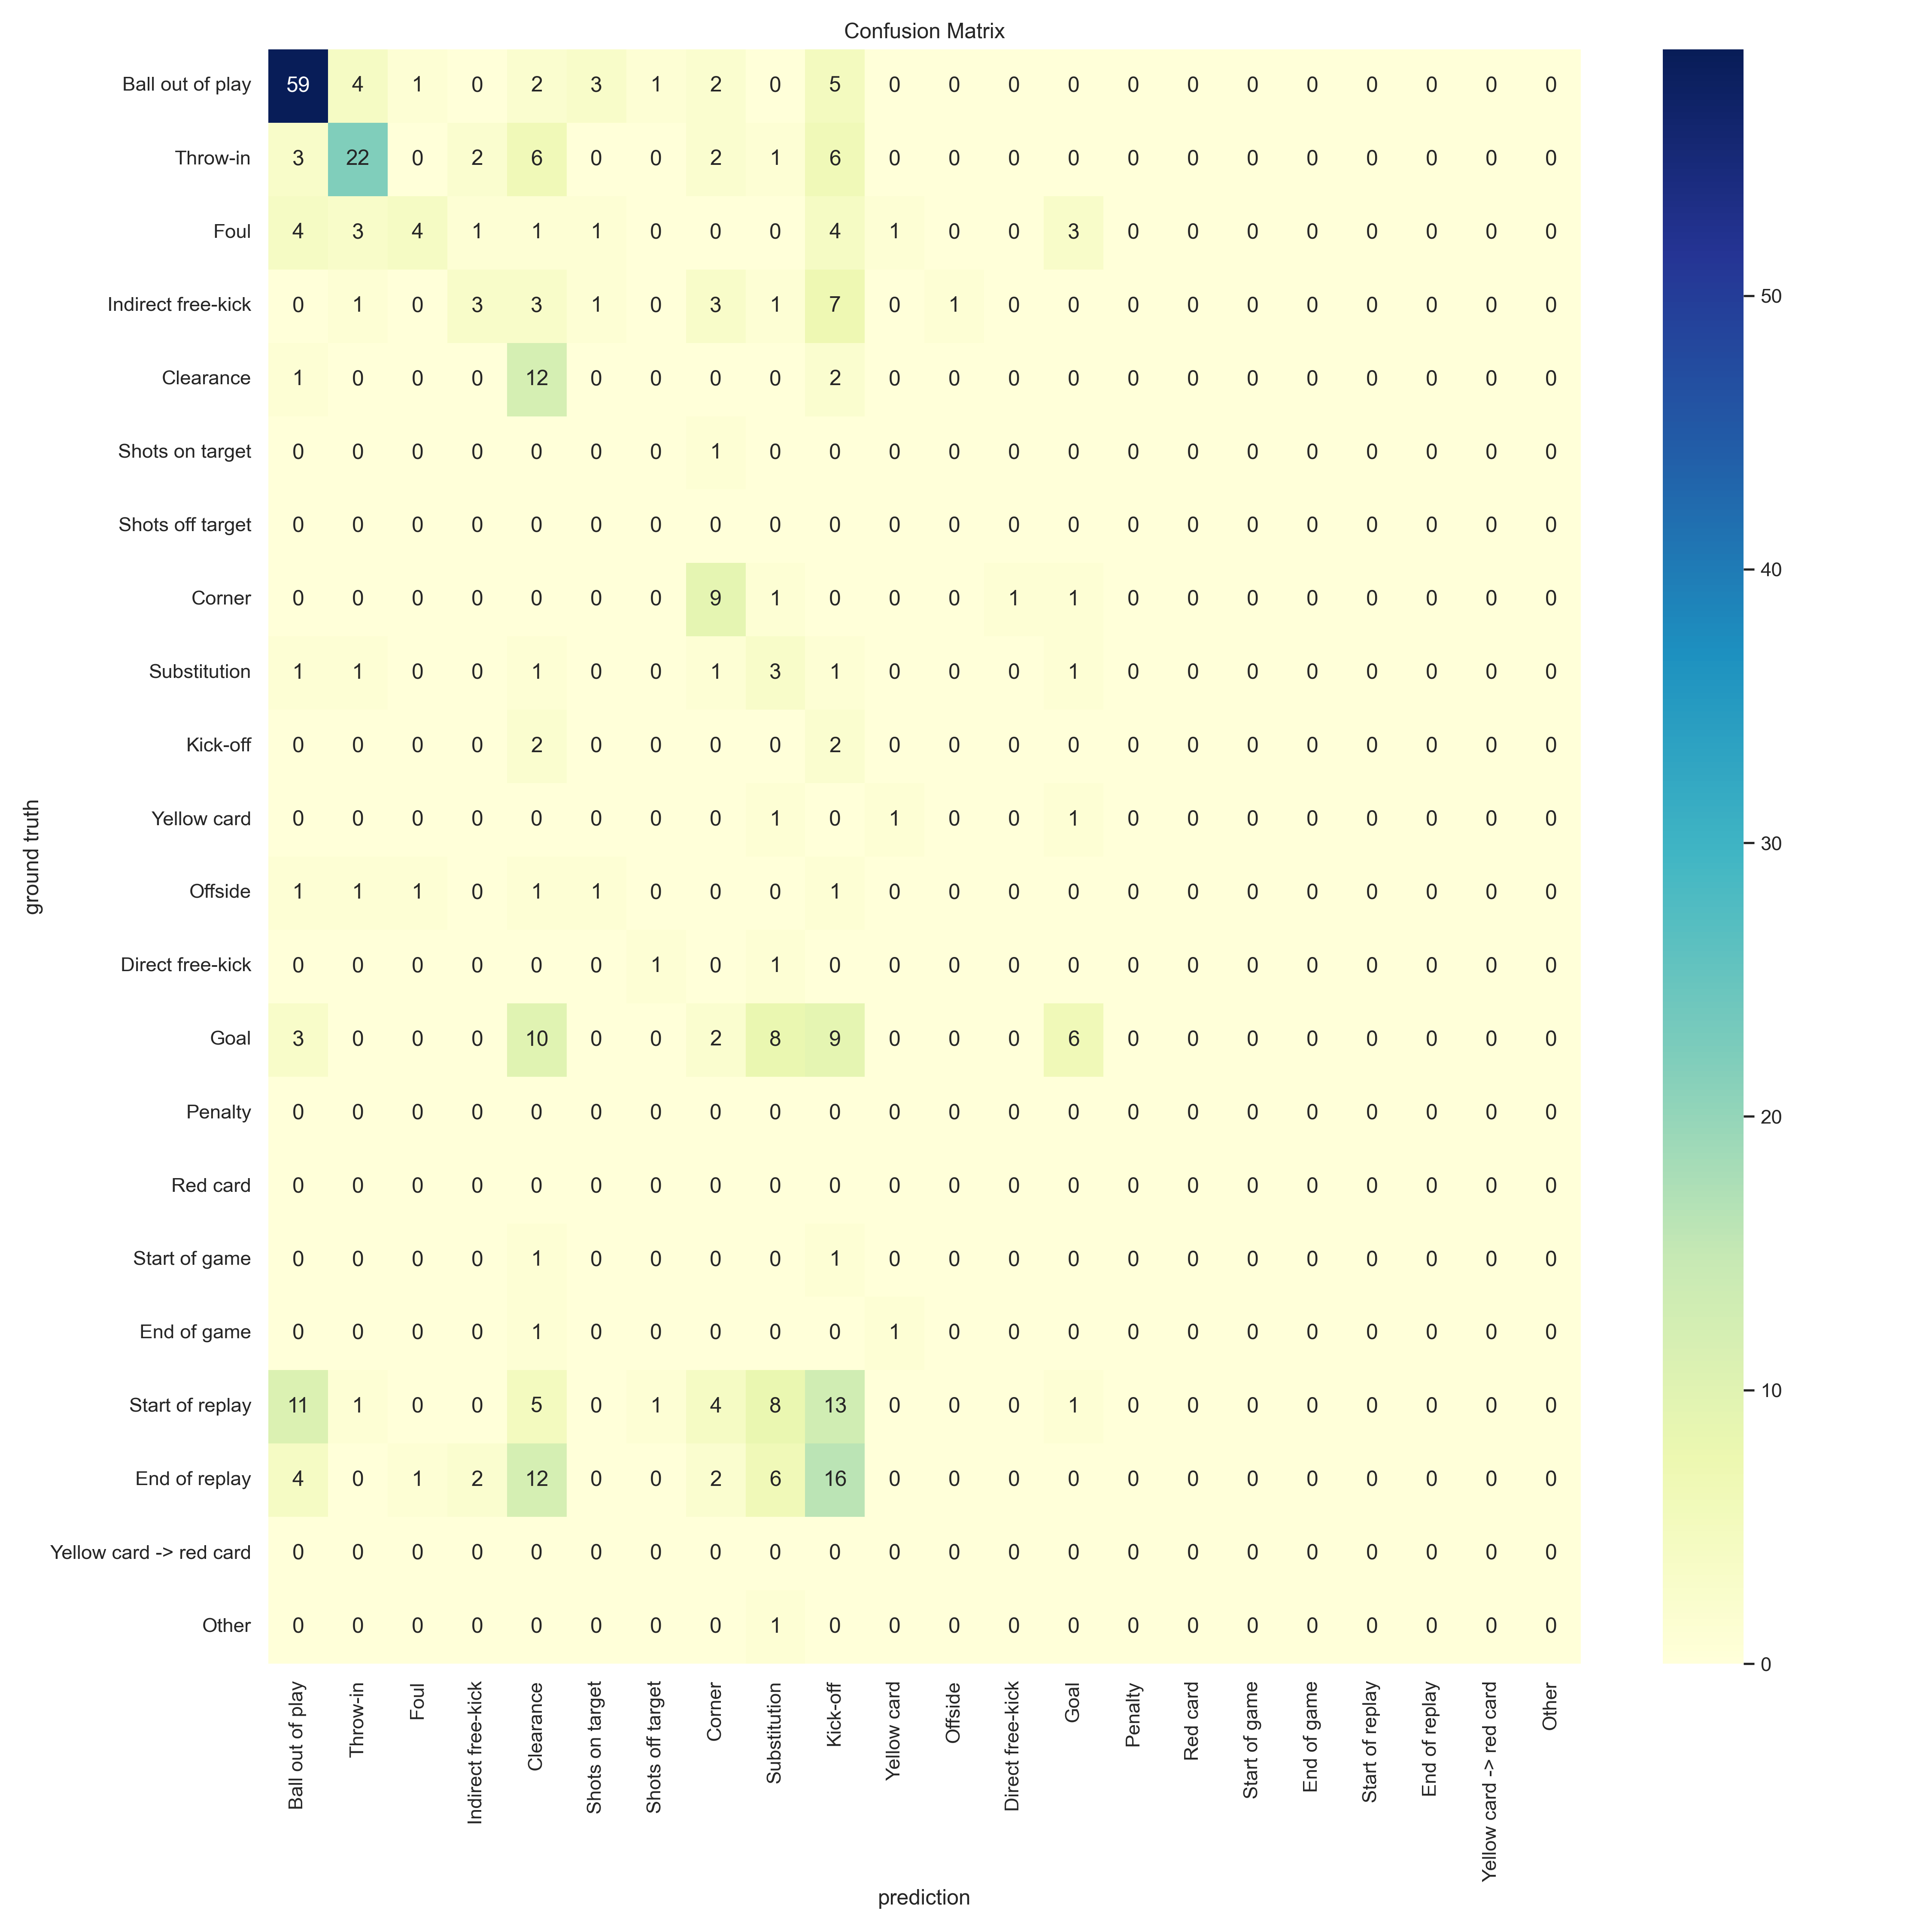 Confusion Matrix
Ball out of play 59 4 1 0 2 3 1 2 0 5 0 0 0 0 0 0 0 0 0 0 0 0
Throw-in 3 22 0 2 6 0 0 2 1 6 0 0 0 0 0 0 0 0 0 0 0 0
Foul 4 3 4 1 1 1 0 0 0 4 1 0 0 3 0 0 0 0 0 0 0 0
Indirect free-kick 0 1 0 3 3 1 0 3 1 7 0 1 0 0 0 0 0 0 0 0 0 0
50
Clearance 1 0 0 0 12 0 0 0 0 2 0 0 0 0 0 0 0 0 0 0 0 0
Shots on target 0 0 0 0 0 0 0 1 0 0 0 0 0 0 0 0 0 0 0 0 0 0
Shots off target 0 0 0 0 0 0 0 0 0 0 0 0 0 0 0 0 0 0 0 0 0 0
40
Corner 0 0 0 0 0 0 0 9 1 0 0 0 1 1 0 0 0 0 0 0 0 0
Substitution 1 1 0 0 1 0 0 1 3 1 0 0 0 1 0 0 0 0 0 0 0 0
Kick-off 0 0 0 0 2 0 0 0 0 2 0 0 0 0 0 0 0 0 0 0 0 0
Yellow card 0 0 0 0 0 0 0 0 1 0 1 0 0 1 0 0 0 0 0 0 0 0
30
ground truth
Offside 1 1 1 0 1 1 0 0 0 1 0 0 0 0 0 0 0 0 0 0 0 0
Direct free-kick 0 0 0 0 0 0 1 0 1 0 0 0 0 0 0 0 0 0 0 0 0 0
Goal 3 0 0 0 10 0 0 2 8 9 0 0 0 6 0 0 0 0 0 0 0 0
Penalty 0 0 0 0 0 0 0 0 0 0 0 0 0 0 0 0 0 0 0 0 0 0
20
Red card 0 0 0 0 0 0 0 0 0 0 0 0 0 0 0 0 0 0 0 0 0 0
Start of game 0 0 0 0 1 0 0 0 0 1 0 0 0 0 0 0 0 0 0 0 0 0
End of game 0 0 0 0 1 0 0 0 0 0 1 0 0 0 0 0 0 0 0 0 0 0
10
Start of replay 11 1 0 0 5 0 1 4 8 13 0 0 0 1 0 0 0 0 0 0 0 0
End of replay 4 0 1 2 12 0 0 2 6 16 0 0 0 0 0 0 0 0 0 0 0 0
Yellow card -> red card 0 0 0 0 0 0 0 0 0 0 0 0 0 0 0 0 0 0 0 0 0 0
Other 0 0 0 0 0 0 0 0 1 0 0 0 0 0 0 0 0 0 0 0 0 0
0
Ball out of play
Throw-in
Foul
Indirect free-kick
Clearance
Shots on target
Shots off target
Corner
Substitution
Kick-off
Yellow card
Offside
Direct free-kick
Goal
Penalty
Red card
Start of game
End of game
Start of replay
End of replay
Yellow card -> red card
Other
prediction